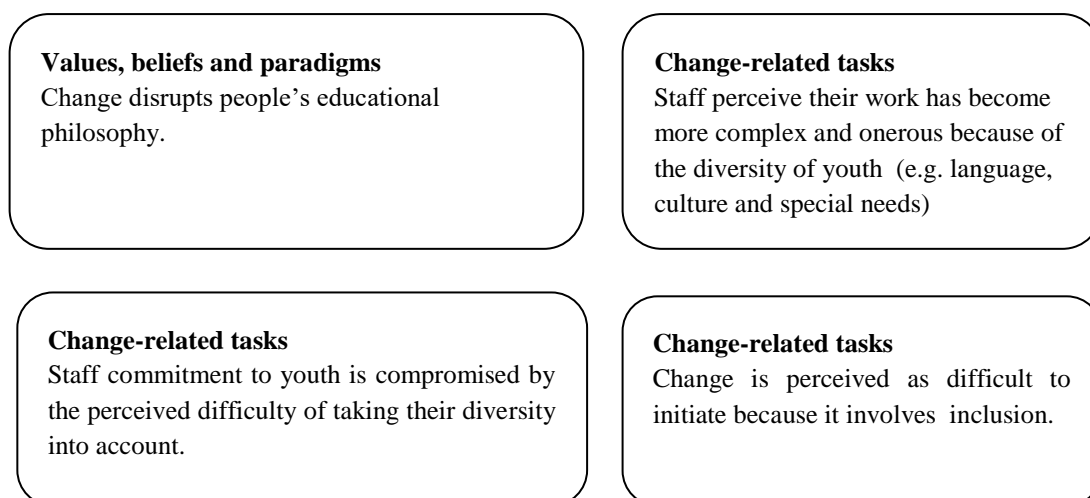 Values, beliefs and paradigms
Change disrupts people’s educational
philosophy.
Change-related tasks
Staff perceive their work has become
more complex and onerous because of
the diversity of youth (e.g. language,
culture and special needs)
Change-related tasks
Staff commitment to youth is compromised by
the perceived difficulty of taking their diversity
into account.
Change-related tasks
Change is perceived as difficult to
initiate because it involves inclusion.